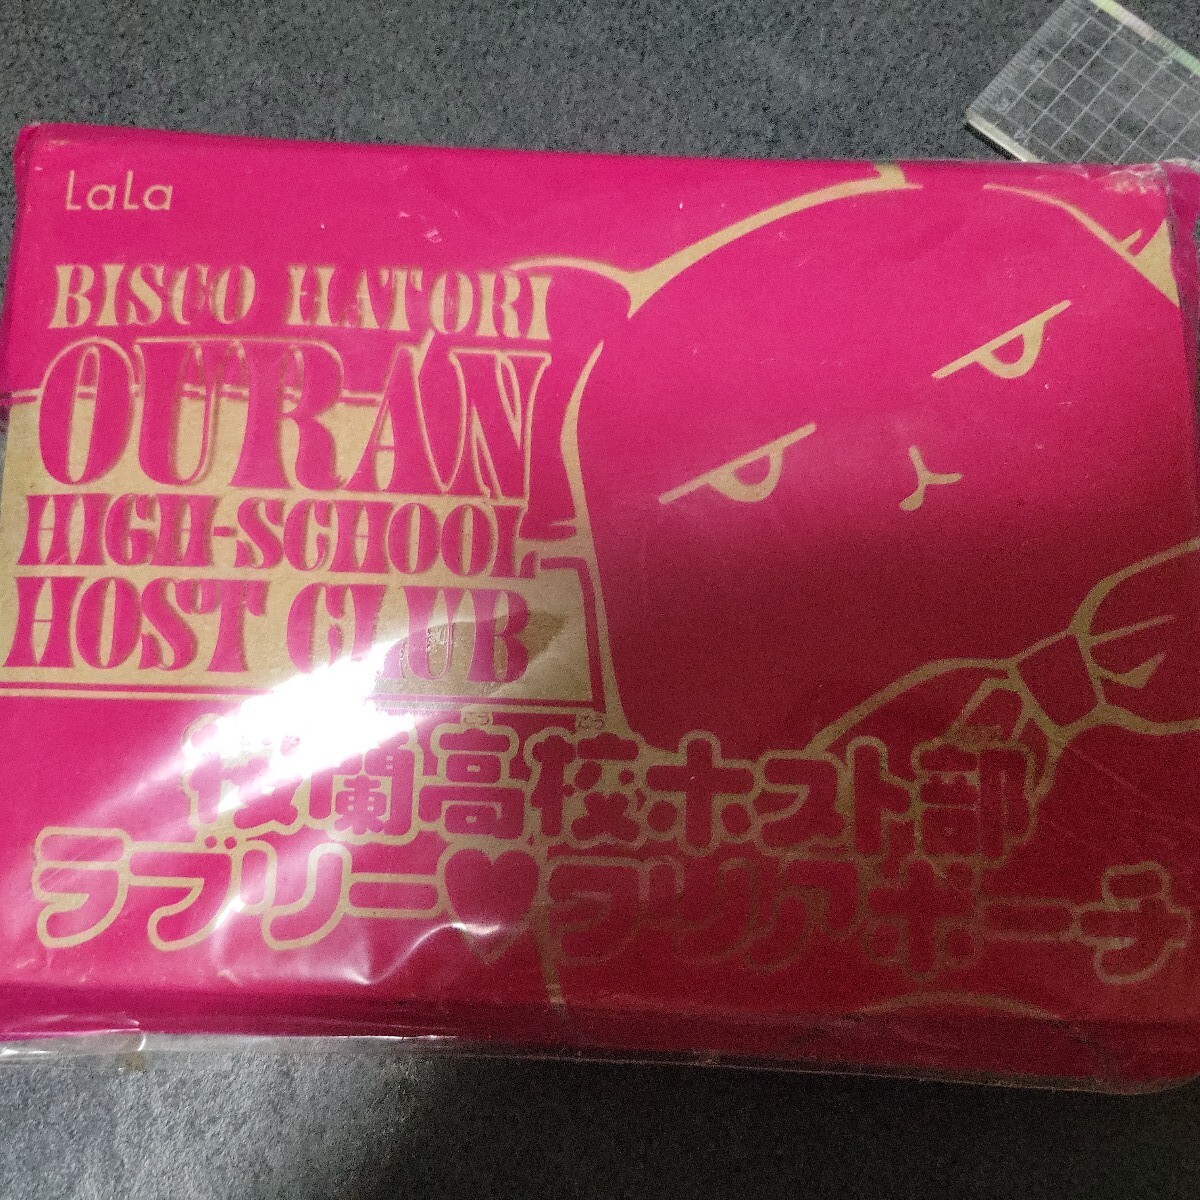 LaLa
BISCO HATORI
OURAN
HIGH-SCHOOL
HOST CLUB
桜蘭高校ホスト部
ラブリー♥クリアポーチ